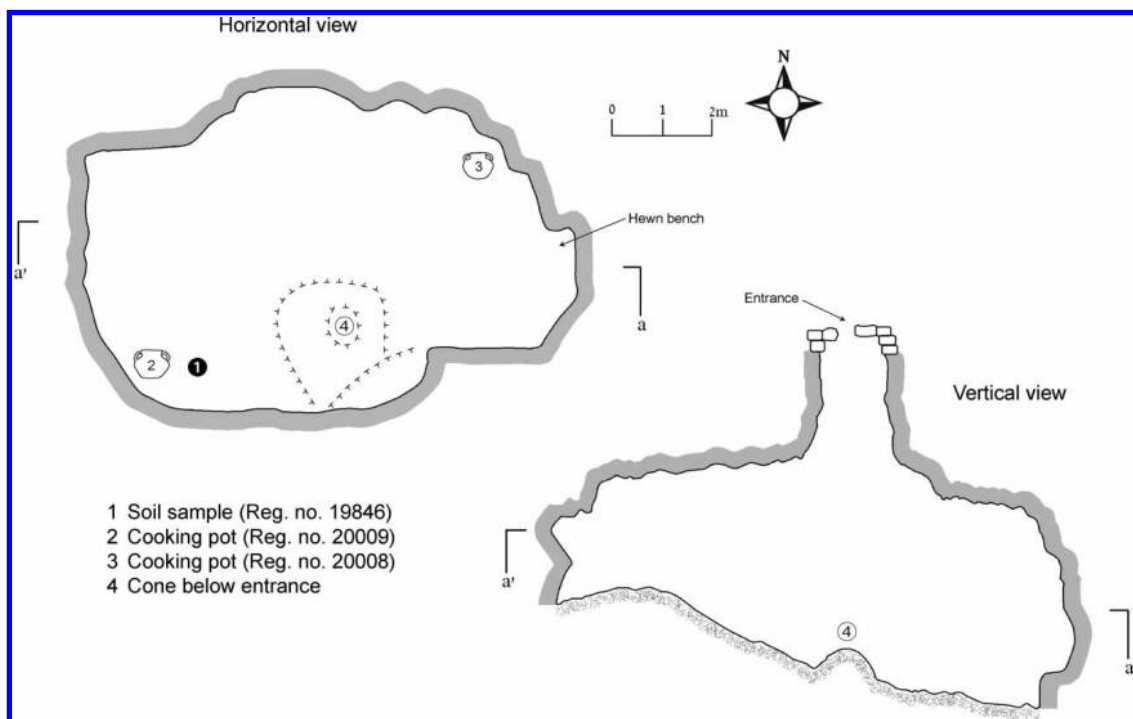 Horizontal view
N
0 1 2m
3
Hewn bench
a'
a
4
2
1
Entrance
Vertical view
1 Soil sample (Reg. no. 19846)
2 Cooking pot (Reg. no. 20009)
3 Cooking pot (Reg. no. 20008)
4 Cone below entrance
a'
4
a